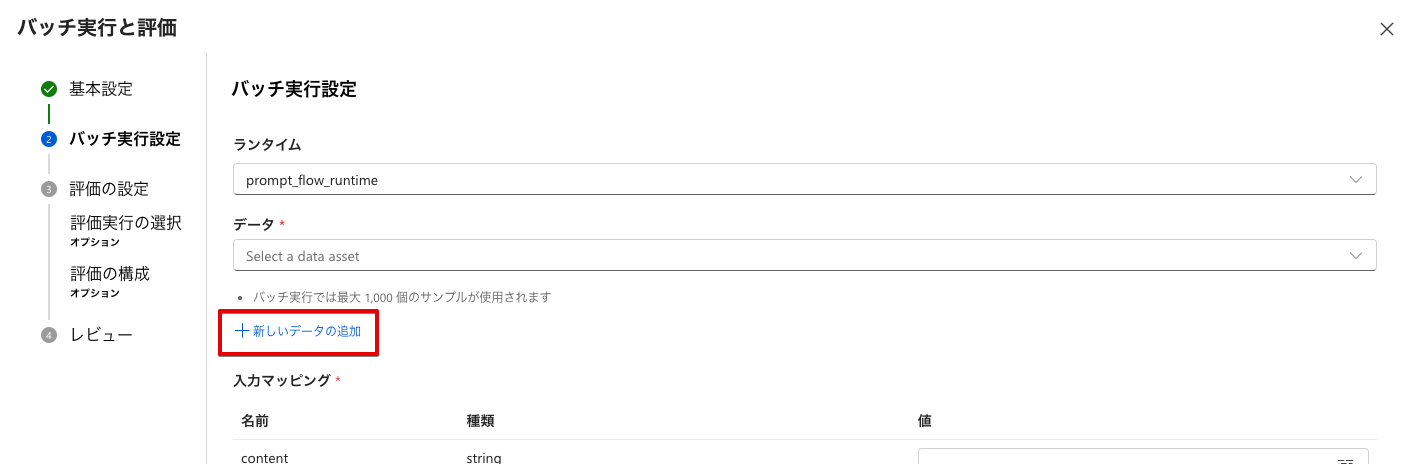 バッチ実行と評価
基本設定
2 バッチ実行設定
3 評価の設定
評価実行の選択
オプション
評価の構成
オプション
4 レビュー
バッチ実行設定
ランタイム
prompt_flow_runtime
データ *
Select a data asset
• バッチ実行では最大 1,000 個のサンプルが使用されます
+ 新しいデータの追加
入力マッピング *
名前 種類 値
content string